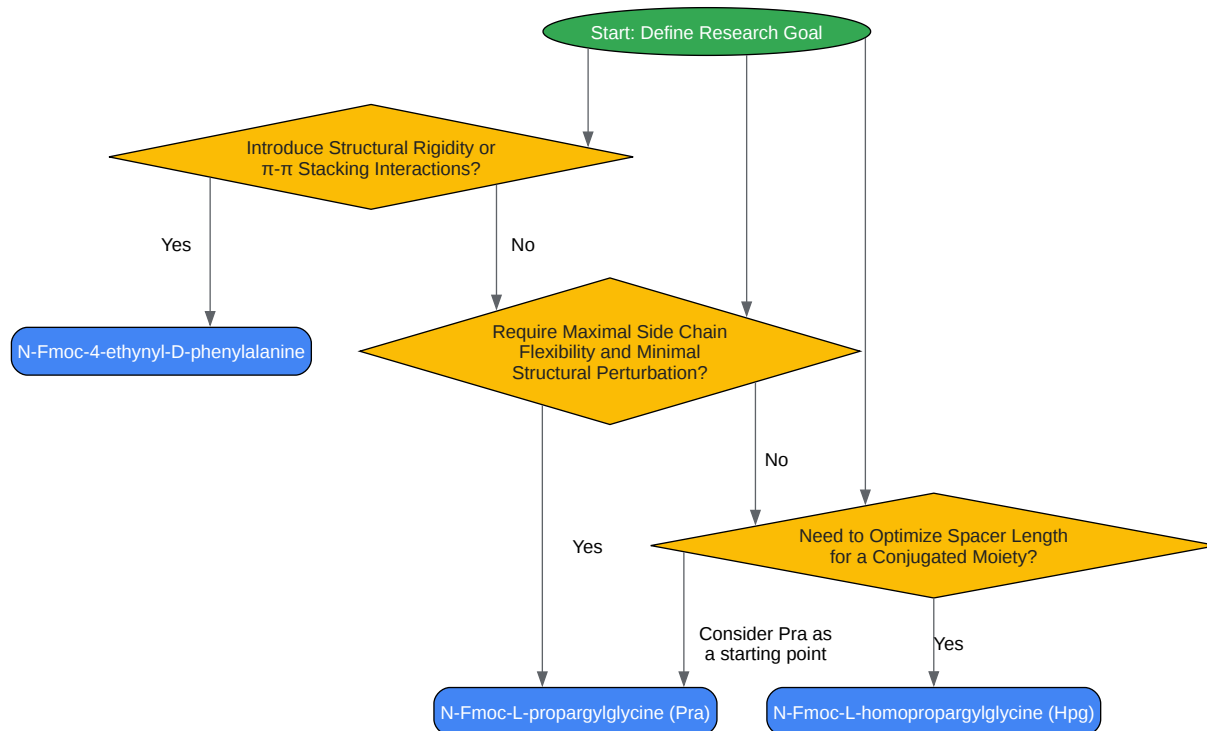 Start: Define Research Goal
Introduce Structural Rigidity or
π-π Stacking Interactions?
Yes
No
N-Fmoc-4-ethynyl-D-phenylalanine
Require Maximal Side Chain
Flexibility and Minimal
Structural Perturbation?
No
Yes
Need to Optimize Spacer Length
for a Conjugated Moiety?
Consider Pra as
a starting point
Yes
N-Fmoc-L-propargylglycine (Pra)
N-Fmoc-L-homopropargylglycine (Hpg)